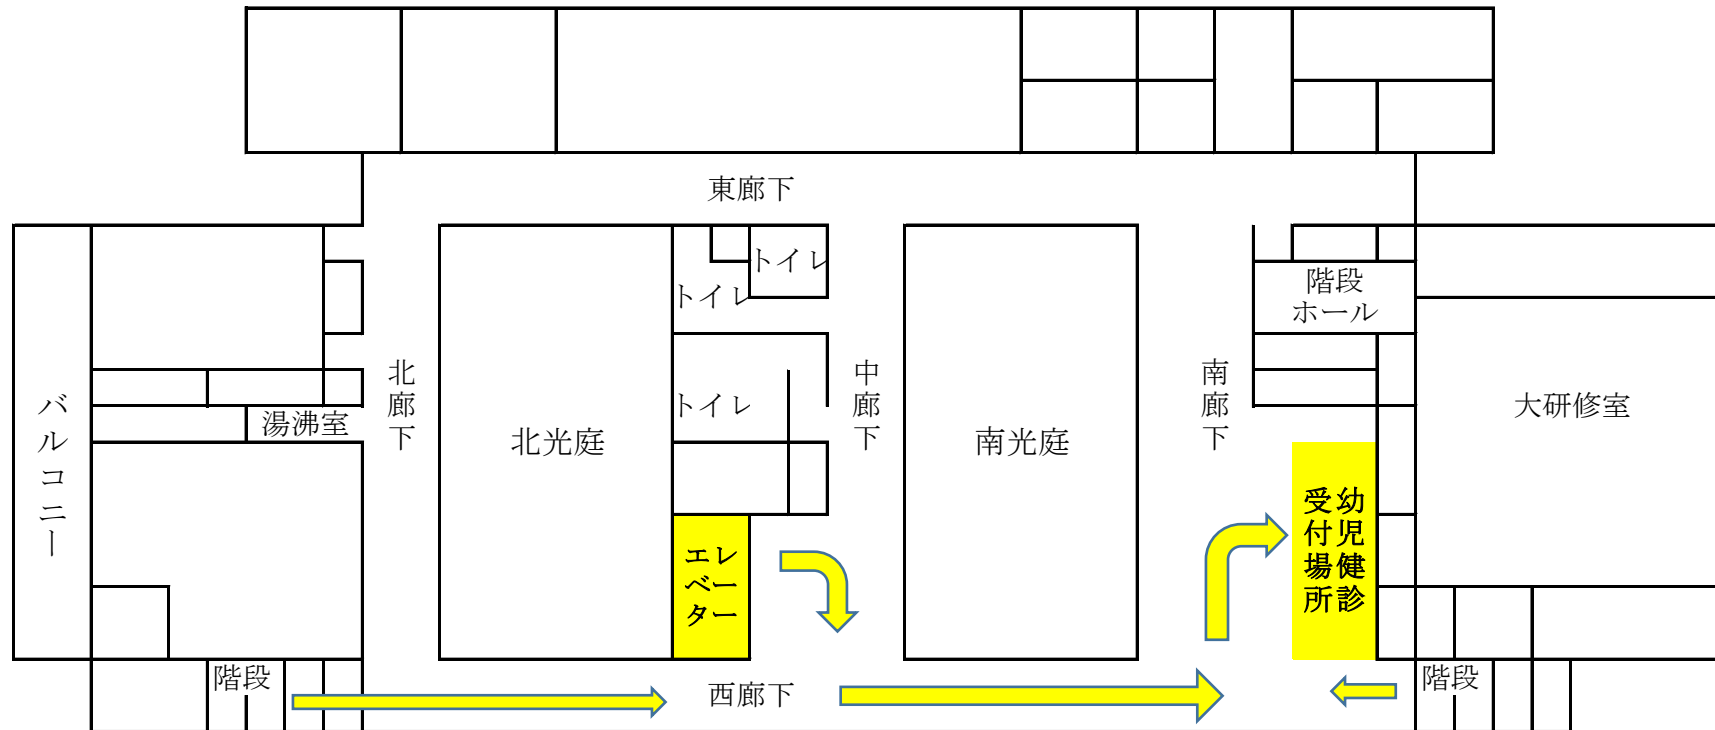 東廊下
トイレ
トイレ
階段
ホール
バルコニー
北廊下
トイレ
中廊下
南廊下
大研修室
湯沸室
北光庭
南光庭
エレ
ベー
ター
幼児健診
受付場所
階段
西廊下
階段